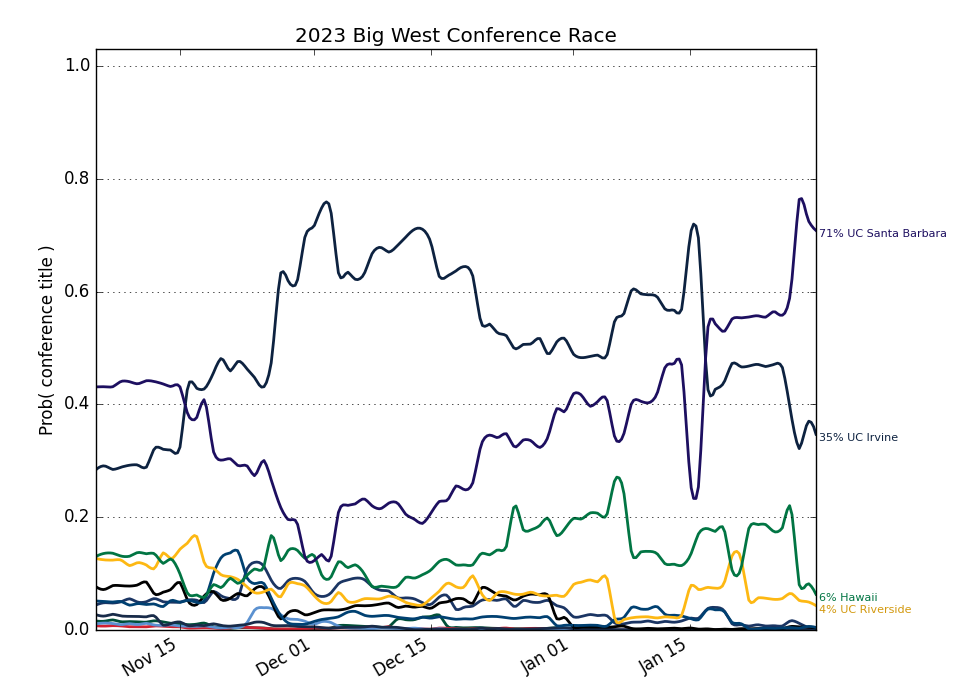 2023 Big West Conference Race
1.0
0.8
0.6
0.4
0.2
0.0
Prob( conference title )
71% UC Santa Barbara
35% UC Irvine
6% Hawaii
4% UC Riverside
Nov 15
Dec 01
Dec 15
Jan 01
Jan 15